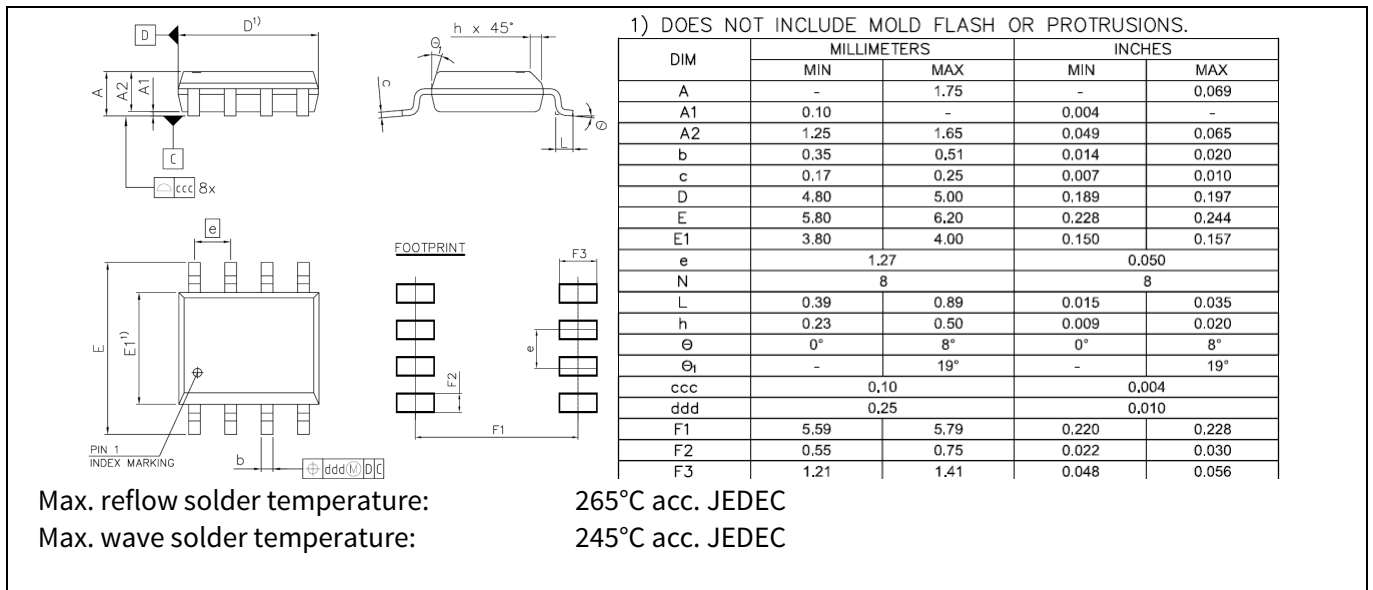 D
D¹⁾
h x 45°
Θ₁
A
A2
A1
c
Θ
L
C
ccc 8x
e
E
E1¹⁾
PIN 1
INDEX MARKING
b
ddd Ⓜ D C
FOOTPRINT
F3
e
F2
F1
1) DOES NOT INCLUDE MOLD FLASH OR PROTRUSIONS.
DIM MILLIMETERS INCHES
MIN MAX MIN MAX
A - 1.75 - 0,069
A1 0.10 - 0,004 -
A2 1.25 1.65 0,049 0,065
b 0,35 0,51 0,014 0,020
c 0,17 0,25 0,007 0,010
D 4,80 5.00 0.189 0.197
E 5.80 6.20 0.228 0.244
E1 3.80 4.00 0.150 0.157
e 1.27 0.050
N 8 8
L 0.39 0.89 0.015 0.035
h 0.23 0.50 0.009 0.020
Θ 0° 8° 0° 8°
Θ₁ - 19° - 19°
ccc 0.10 0.004
ddd 0.25 0.010
F1 5.59 5.79 0.220 0.228
F2 0.55 0.75 0.022 0.030
F3 1.21 1.41 0.048 0.056
Max. reflow solder temperature: 265°C acc. JEDEC
Max. wave solder temperature: 245°C acc. JEDEC